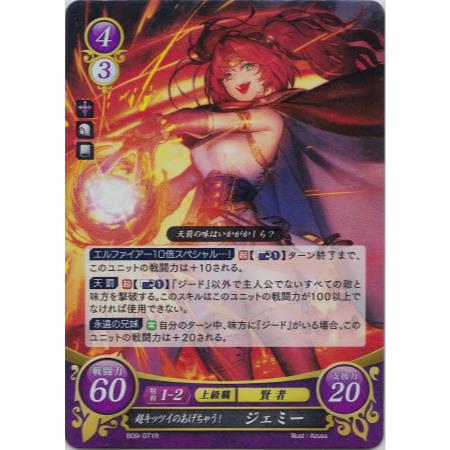 4
3
天罰の味はいかがかしら?
エルファイアー10倍スペシャル…! 起【①】ターン終了まで、
このユニットの戦闘力は+10される。
天罰 起【①】『ジード』以外で主人公でないすべての敵と
味方を撃破する。このスキルはこのユニットの戦闘力が100以上で
なければ使用できない。
永遠の兄妹 常 自分のターン中、味方に『ジード』がいる場合、この
ユニットの戦闘力は+20される。
戦闘力
60
射程 1-2
上級職
賢者
支援力
20
超キッツイのあげちゃう! ジェミー
B09-071R
Illust : Azusa